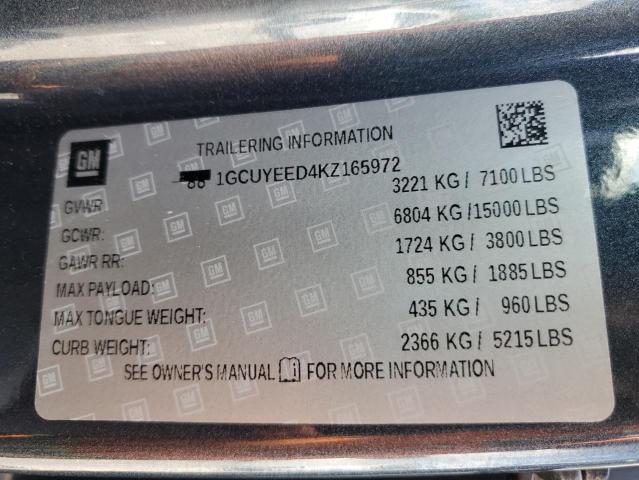 GM
TRAILERING INFORMATION
1GCUYEED4KZ165972
GVWR 3221 KG / 7100 LBS
GCWR: 6804 KG / 15000 LBS
GAWR RR: 1724 KG / 3800 LBS
MAX PAYLOAD: 855 KG / 1885 LBS
MAX TONGUE WEIGHT: 435 KG / 960 LBS
CURB WEIGHT: 2366 KG / 5215 LBS
SEE OWNER'S MANUAL FOR MORE INFORMATION